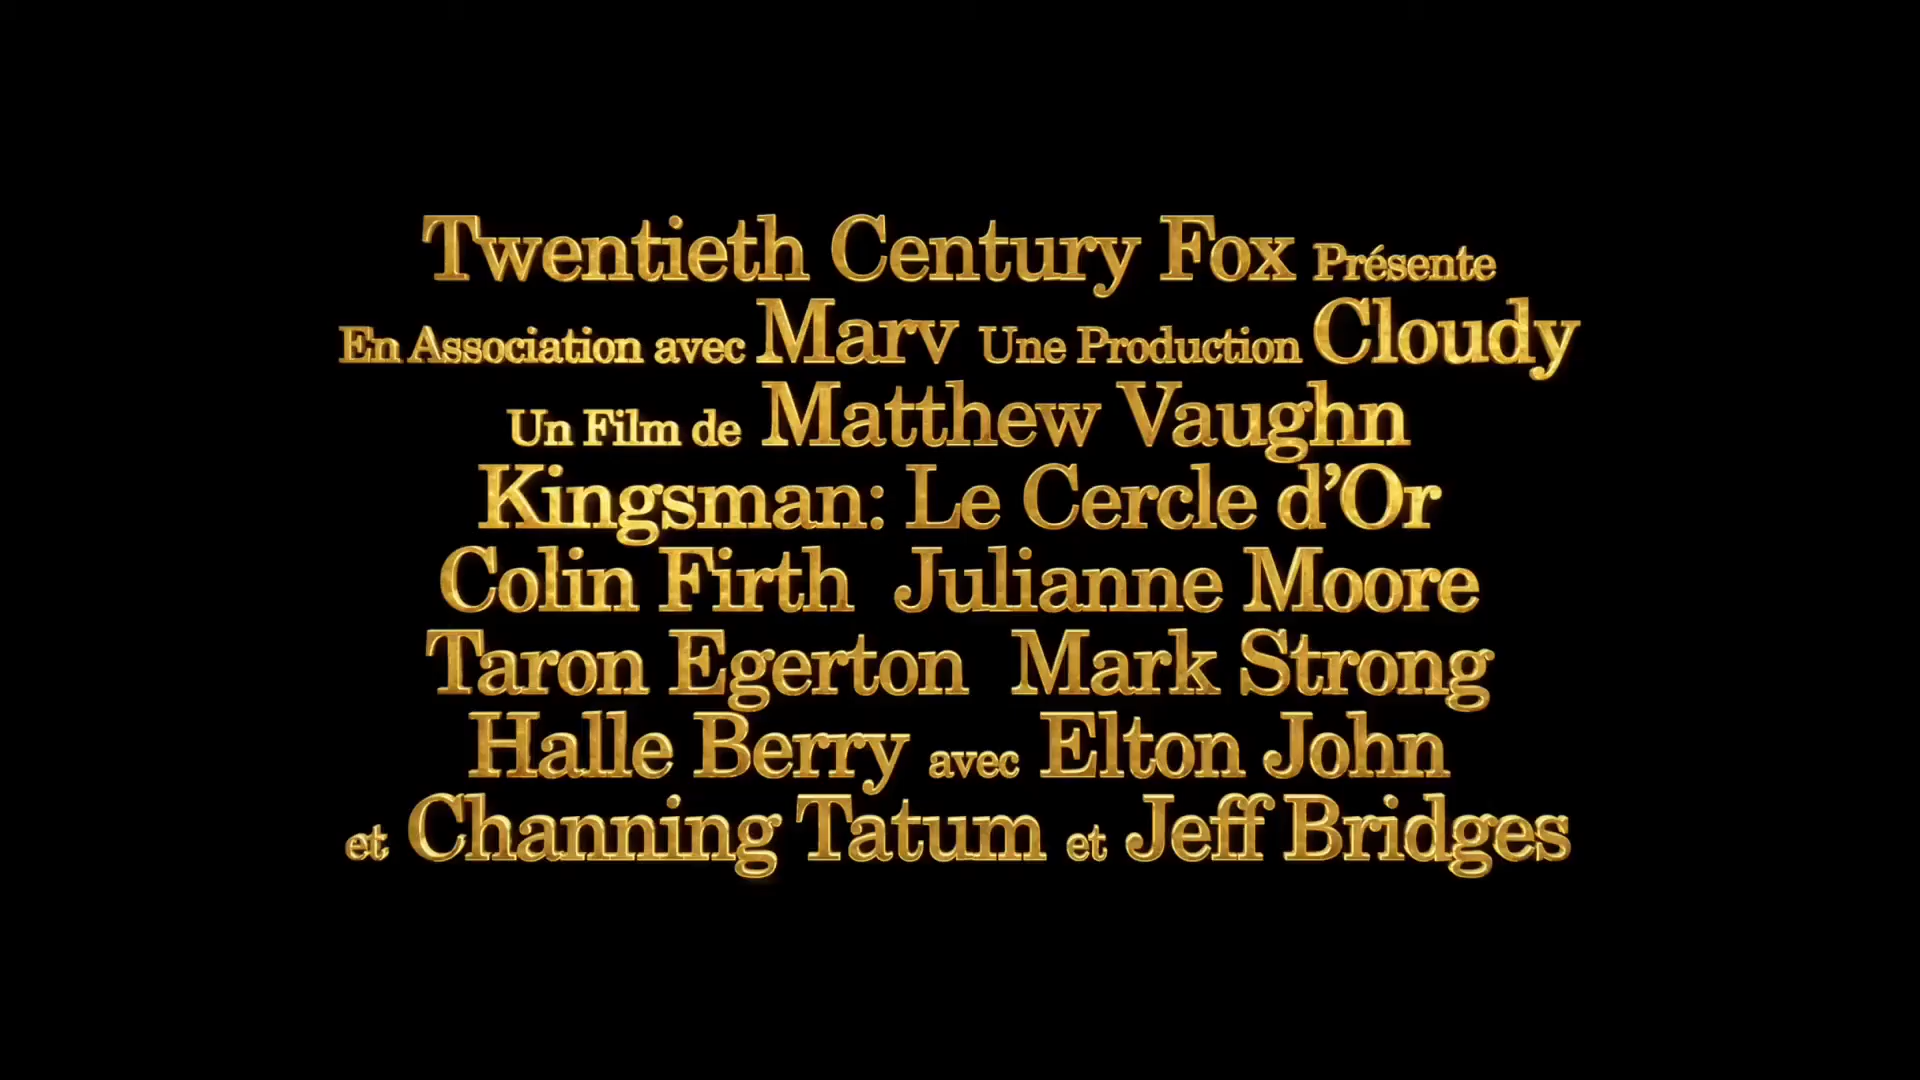 Twentieth Century Fox Présente
En Association avec Marv Une Production Cloudy
Un Film de Matthew Vaughn
Kingsman: Le Cercle d’Or
Colin Firth Julianne Moore
Taron Egerton Mark Strong
Halle Berry avec Elton John
et Channing Tatum et Jeff Bridges